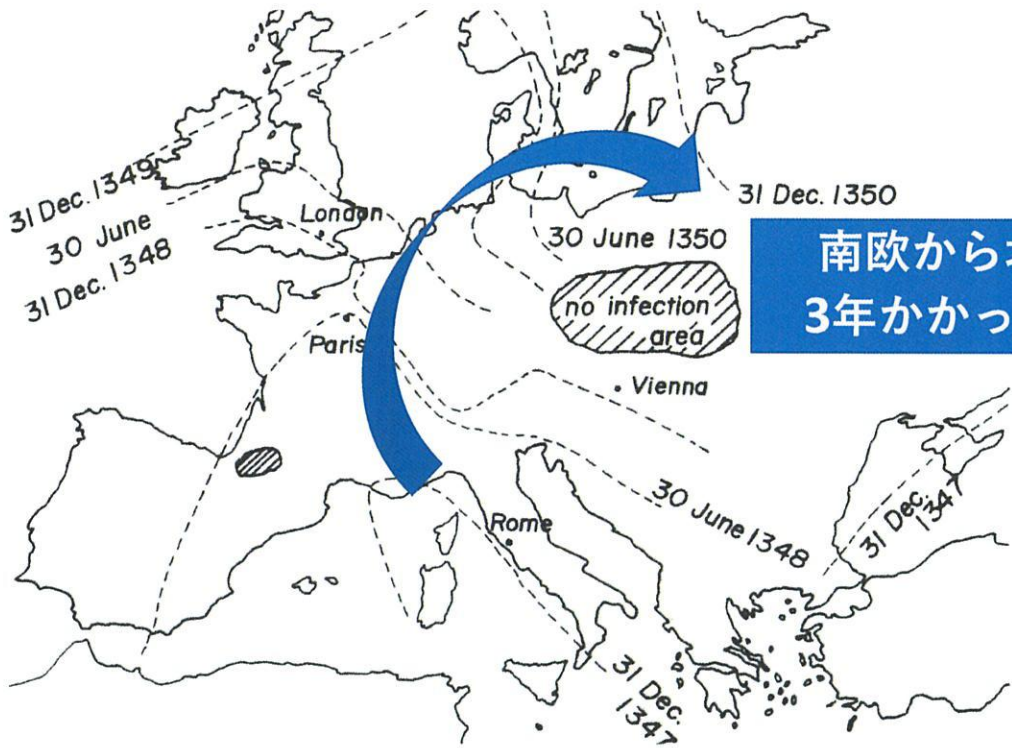 31 Dec. 1349
30 June
31 Dec. 1348
London
Paris
31 Dec. 1350
30 June 1350
南欧から
3年かかっ
no infection
area
Vienna
Rome
30 June 1348
31 Dec.
1347
31 Dec.
1347